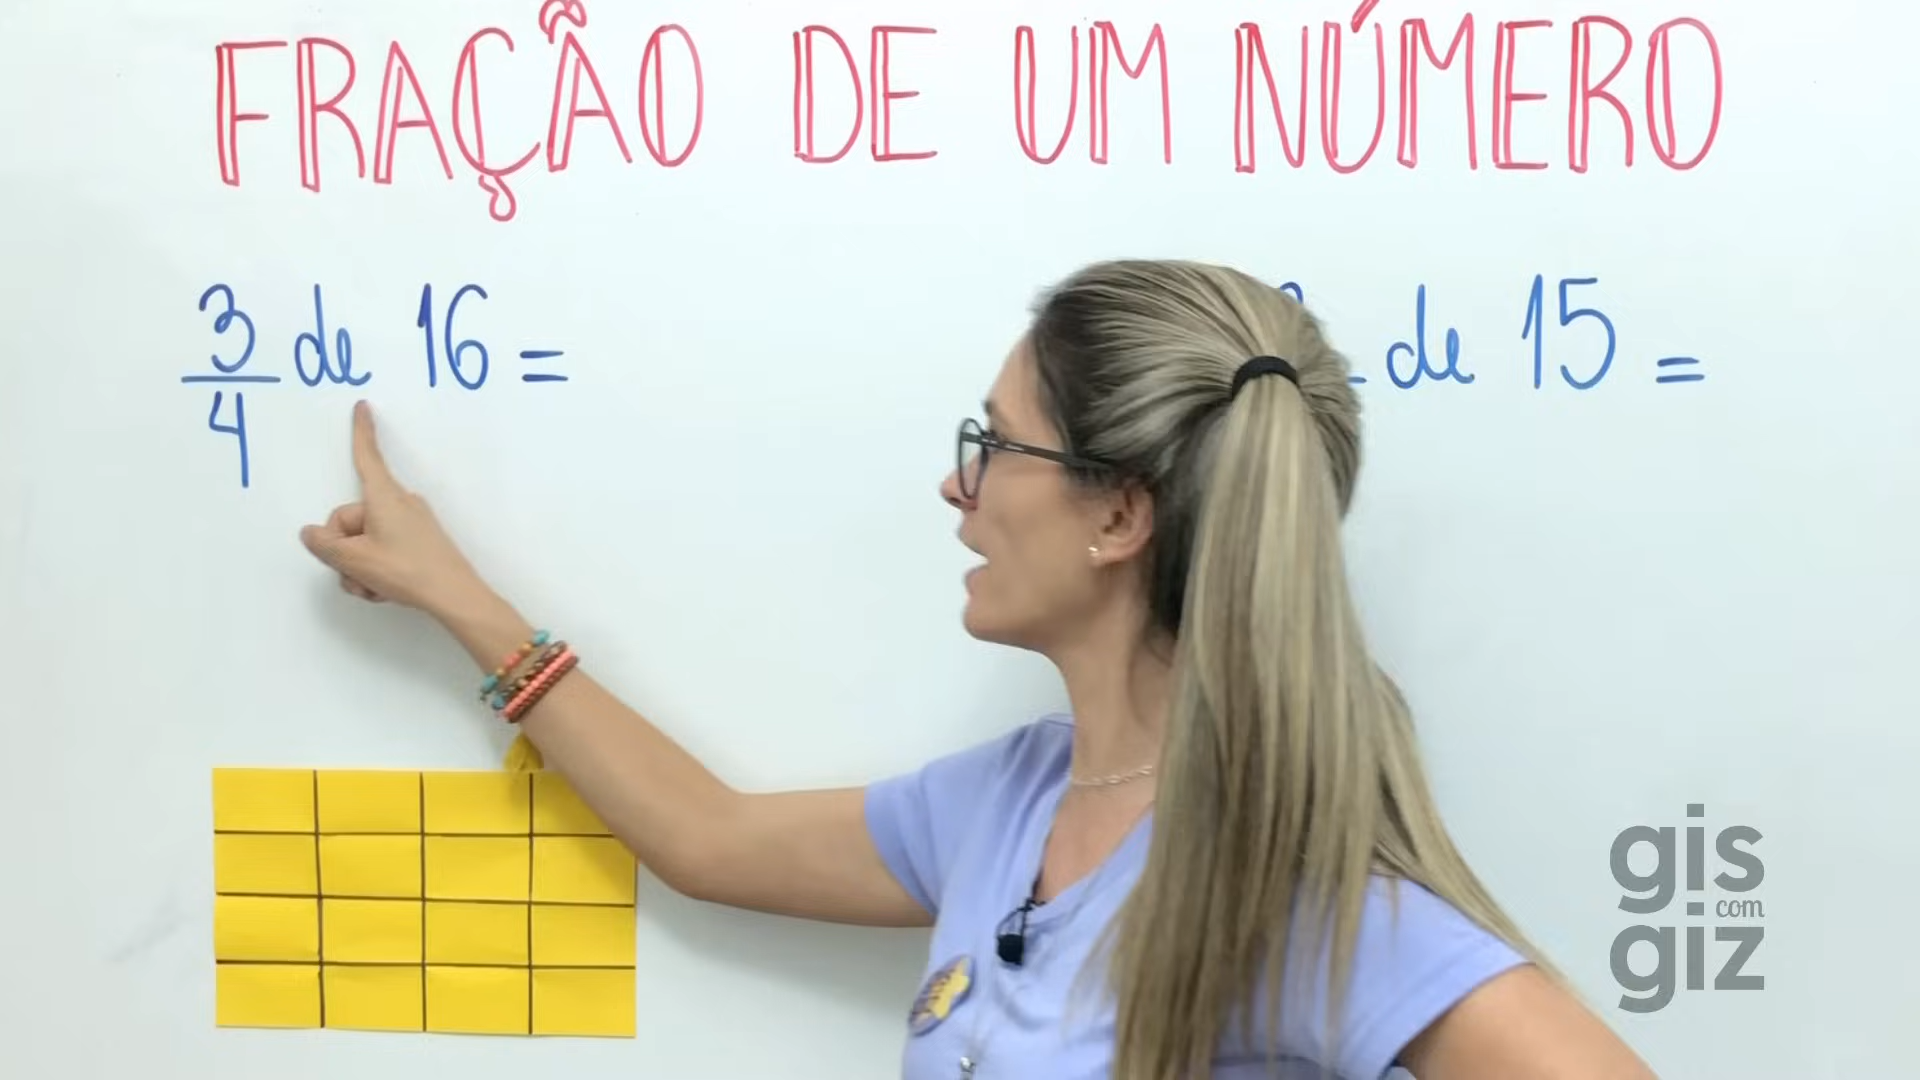 FRAÇÃO DE UM NÚMERO
3/4 de 16 =
de 15 =
gis
com
giz